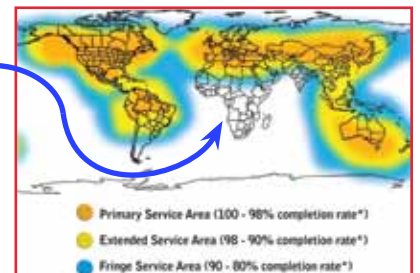 Primary Service Area (100 - 98% completion rate*)
Extended Service Area (98 - 90% completion rate*)
Fringe Service Area (90 - 80% completion rate*)